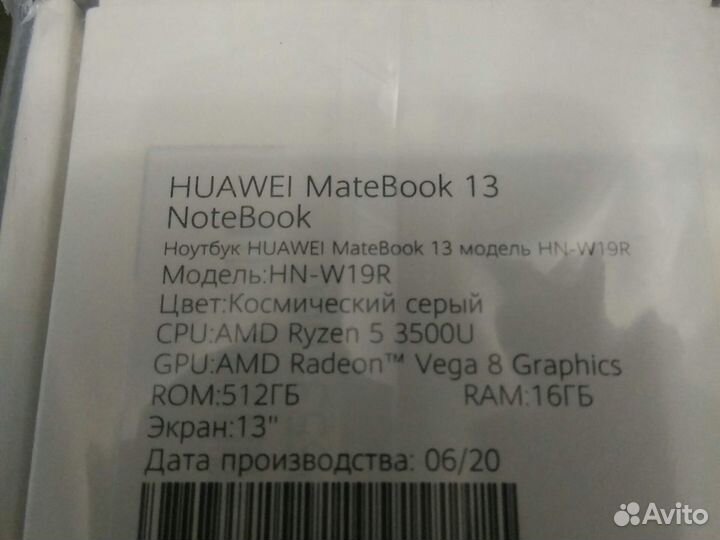 HUAWEI MateBook 13
NoteBook
Ноутбук HUAWEI MateBook 13 модель HN-W19R
Модель:HN-W19R
Цвет:Космический серый
CPU:AMD Ryzen 5 3500U
GPU:AMD Radeon™ Vega 8 Graphics
ROM:512ГБ RAM:16ГБ
Экран:13"
Дата производства: 06/20
Avito